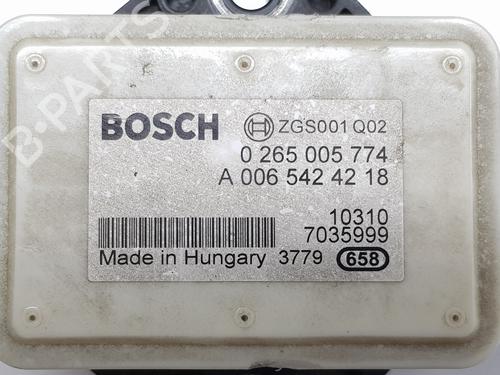 BOSCH ZGS001 Q02
0 265 005 774
A 006 542 42 18
10310
7035999
Made in Hungary 3779 658
B-PARTS